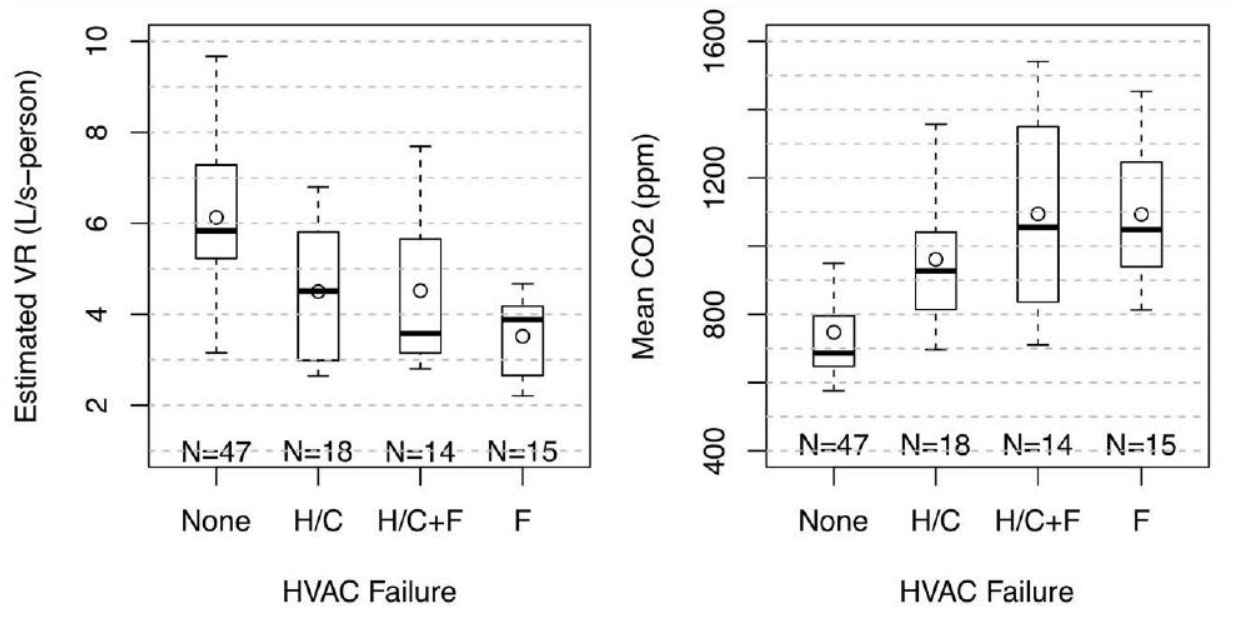 Estimated VR (L/s-person)
10
8
6
4
2
N=47 N=18 N=14 N=15
None H/C H/C+F F
HVAC Failure
Mean CO2 (ppm)
1600
1200
800
400
N=47 N=18 N=14 N=15
None H/C H/C+F F
HVAC Failure